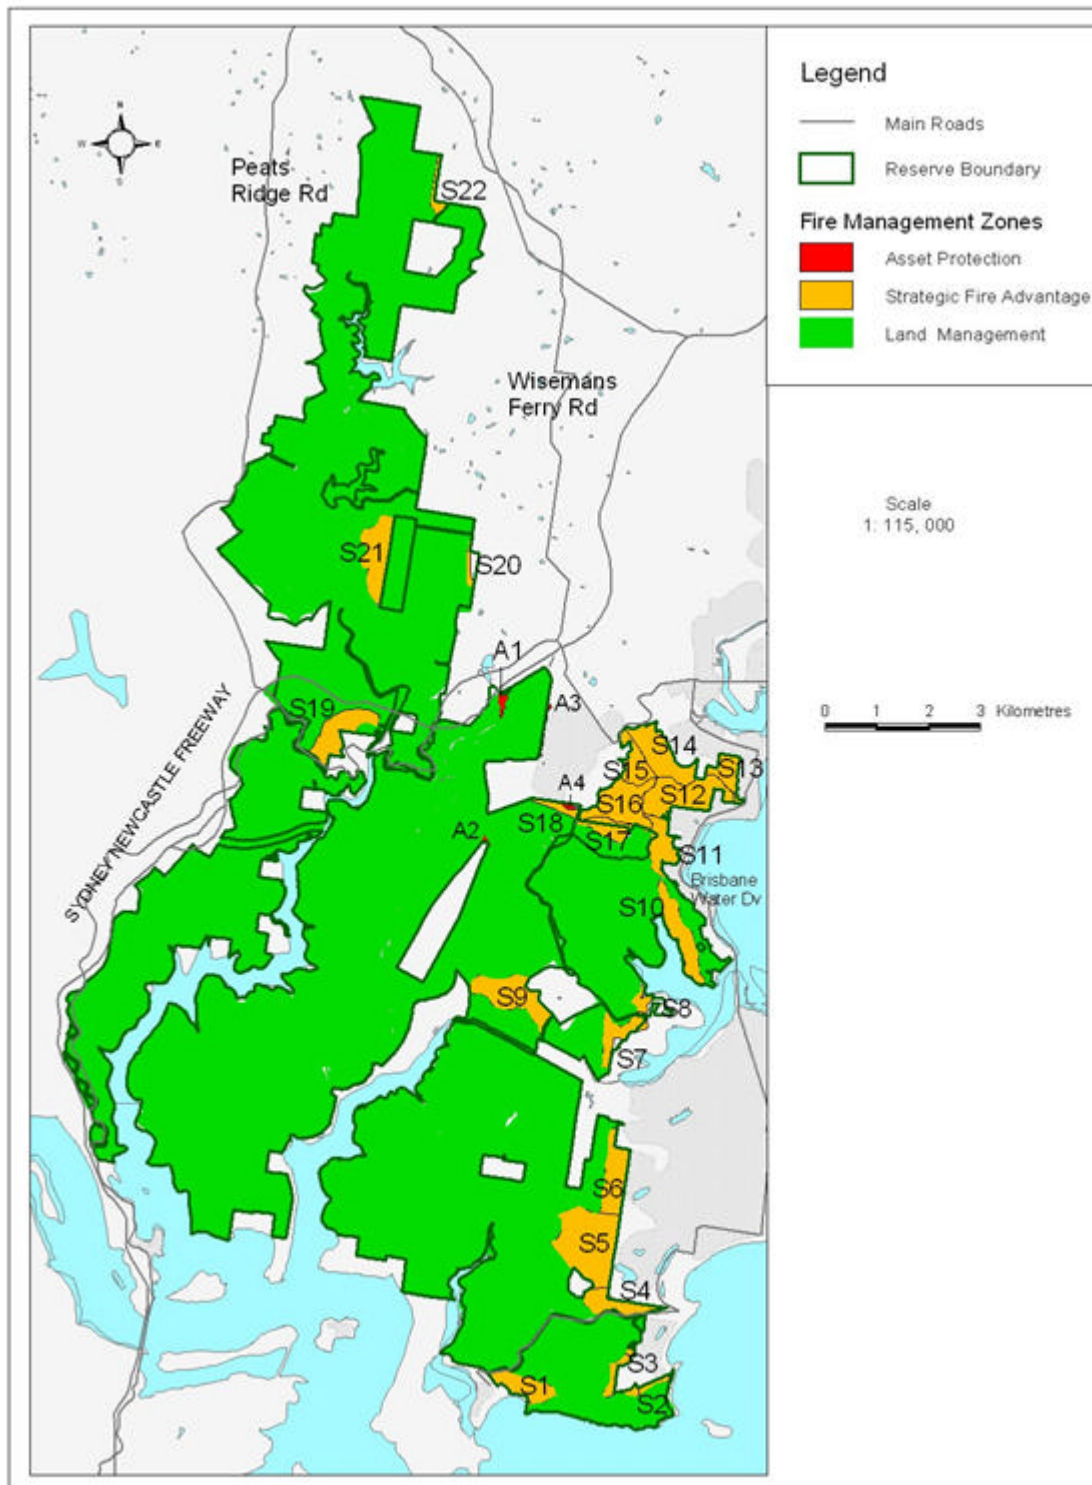 N
W
E
S
Peats
Ridge Rd
S22
Wisemans
Ferry Rd
S21
S20
A1
S19
A3
SYDNEY NEWCASTLE FREEWAY
S14
S15
S13
A4
S16
S12
S18
S17
A2
S11
Brisbane
Water Dv
S10
S9
S8
S7
S6
S5
S4
S3
S1
S2
Legend
Main Roads
Reserve Boundary
Fire Management Zones
Asset Protection
Strategic Fire Advantage
Land Management
Scale
1: 115, 000
0 1 2 3 Kilometres